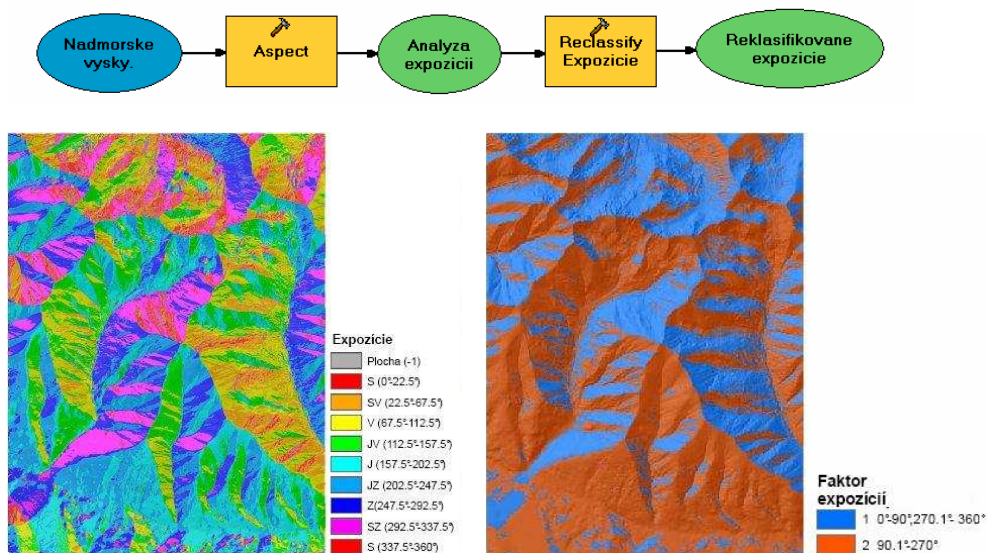 Nadmorske
vysky.
Aspect
Analyza
expozicii
Reclassify
Expozicie
Reklasifikovane
expozicie
Expozície
Plocha (-1)
S (0°-22.5°)
SV (22.5°-67.5°)
V (67.5°-112.5°)
JV (112.5°-157.5°)
J (157.5°-202.5°)
JZ (202.5°-247.5°)
Z(247.5°-292.5°)
SZ (292.5°-337.5°)
S (337.5°-360°)
Faktor
expozícií
1 0°-90°,270.1°- 360°
2 90.1°-270°